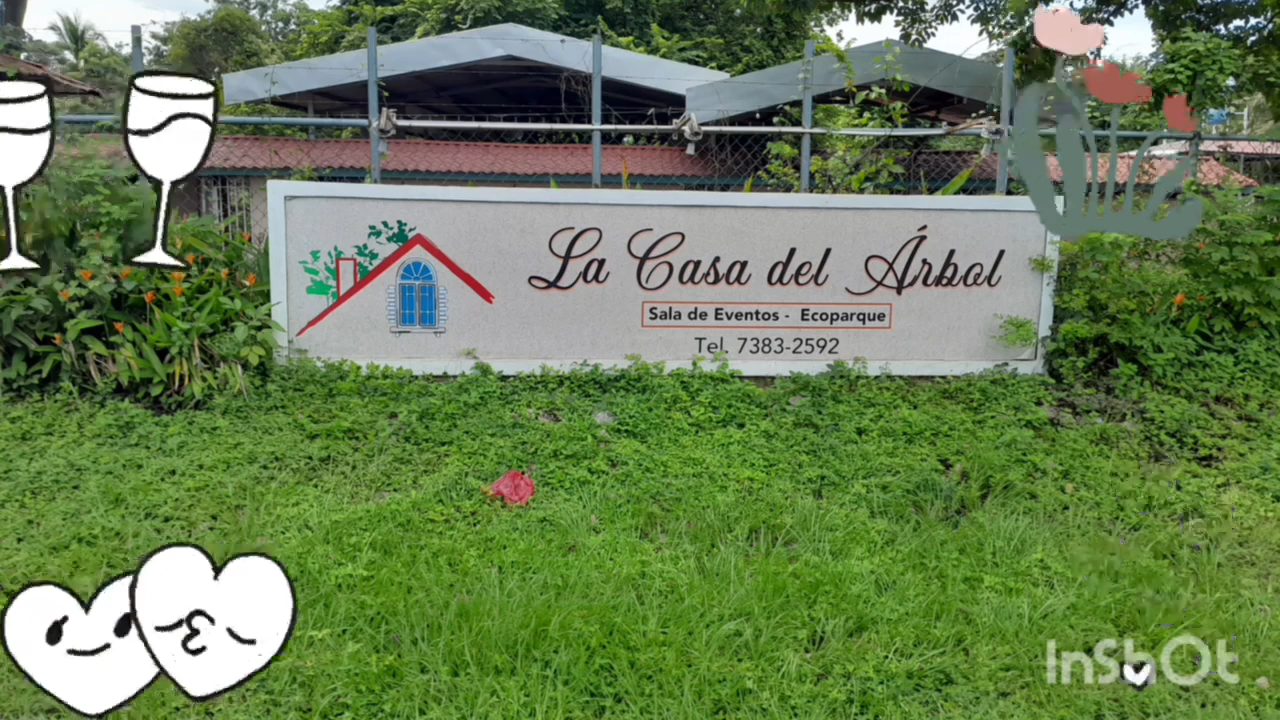 La Casa del Árbol
Sala de Eventos - Ecoparque
Tel. 7383-2592
InShOt